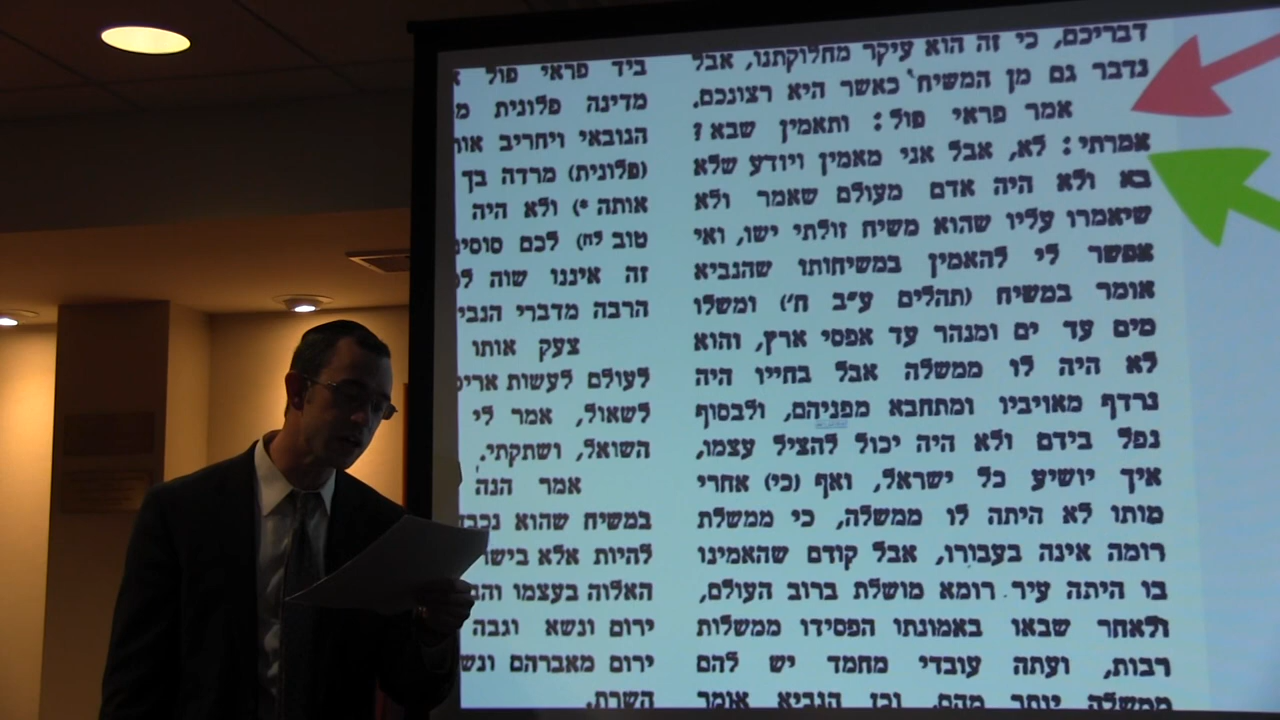 דבריכם, כי זה הוא עיקר מחלוקתנו, אבל
נדבר גם מן המשיח כאשר היא רצונכם.
אמר פראי פול: ותאמין שבא?
אמרתי: לא, אבל אני מאמין ויודע שלא
בא ולא היה אדם מעולם שאמר ולא
שיאמרו עליו שהוא משיח זולתי ישו, ואי
אפשר לי להאמין במשיחותו שהנביא
אומר במשיח (תהלים ע״ב ח׳) ומשלו
מים עד ים ומנהר עד אפסי ארץ, והוא
לא היה לו ממשלה אבל בחייו היה
נרדף מאויביו ומתחבא מפניהם, ולבסוף
נפל בידם ולא היה יכול להציל עצמו,
איך יושיע כל ישראל, ואף (כי) אחרי
מותו לא היתה לו ממשלה, כי ממשלת
רומה אינה בעבורו, אבל קודם שהאמינו
בו היתה עיר רומא מושלת ברוב העולם,
ולאחר שבאו באמונתו הפסידו ממשלות
רבות, ועתה עובדי מחמד יש להם
ממשלה יותר מהם. וכן הנביא אומר
ביד פראי פול
מדינה פלונית
הגובאי ויחריב
(פלונית) מרדה בך
אותה *) ולא היה
טוב לח) לכם
זה איננו שוה
הרבה מדברי
צעק אותו
לעולם לעשות
לשאול, אמר לי
השואל, ושתקתי.
אמר הנה
במשיח שהוא
להיות אלא
האלוה בעצמו
ירום ונשא וגבה
ירום מאברהם
השרת.